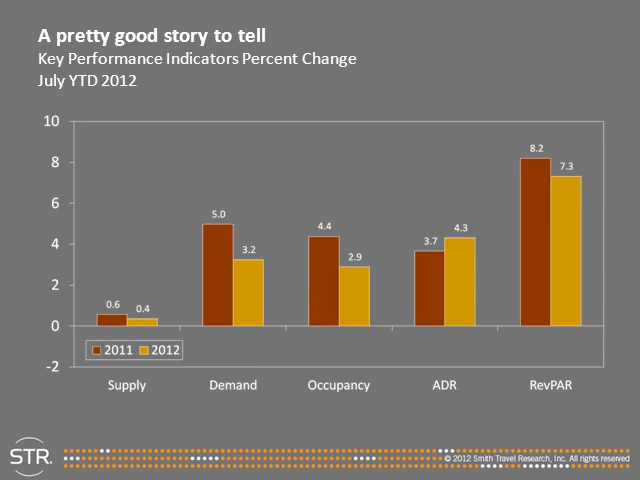 A pretty good story to tell
Key Performance Indicators Percent Change
July YTD 2012
10
8
6
4
2
0
-2
0.6
0.4
5.0
3.2
4.4
2.9
3.7
4.3
8.2
7.3
2011
2012
Supply
Demand
Occupancy
ADR
RevPAR
STR.
© 2012 Smith Travel Research, Inc. All rights reserved